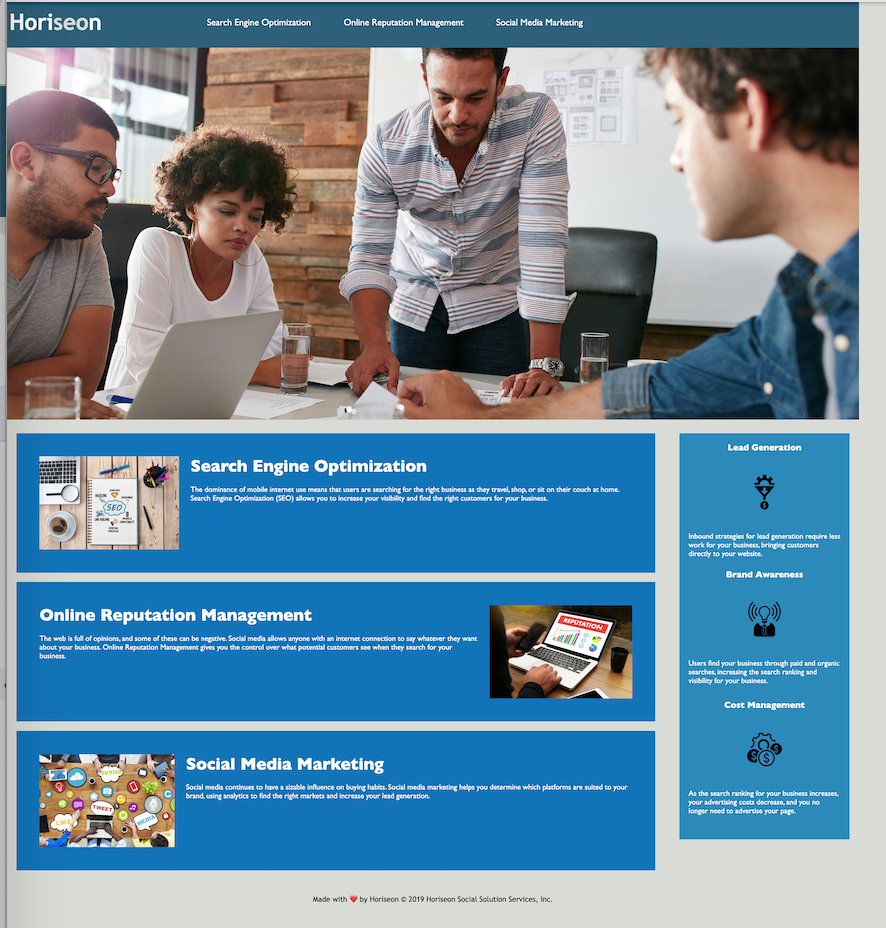 Horiseon
Search Engine Optimization
Online Reputation Management
Social Media Marketing
SEO
Search Engine Optimization
The dominance of mobile internet use means that users are searching for the right business as they travel, shop, or sit on their couch at home.
Search Engine Optimization (SEO) allows you to increase your visibility and find the right customers for your business.
Online Reputation Management
The web is full of opinions, and some of these can be negative. Social media allows anyone with an internet connection to say whatever they want
about your business. Online Reputation Management gives you the control over what potential customers see when they search for your
business.
REPUTATION
TWEET
LIKE
MEDIA
Social Media Marketing
Social media continues to have a sizable influence on buying habits. Social media marketing helps you determine which platforms are suited to your
brand, using analytics to find the right markets and increase your lead generation.
Lead Generation
Inbound strategies for lead generation require less
work for your business, bringing customers
directly to your website.
Brand Awareness
Users find your business through paid and organic
searches, increasing the search ranking and
visibility for your business.
Cost Management
As the search ranking for your business increases,
your advertising costs decrease, and you no
longer need to advertise your page.
Made with ❤️ by Horiseon © 2019 Horiseon Social Solution Services, Inc.